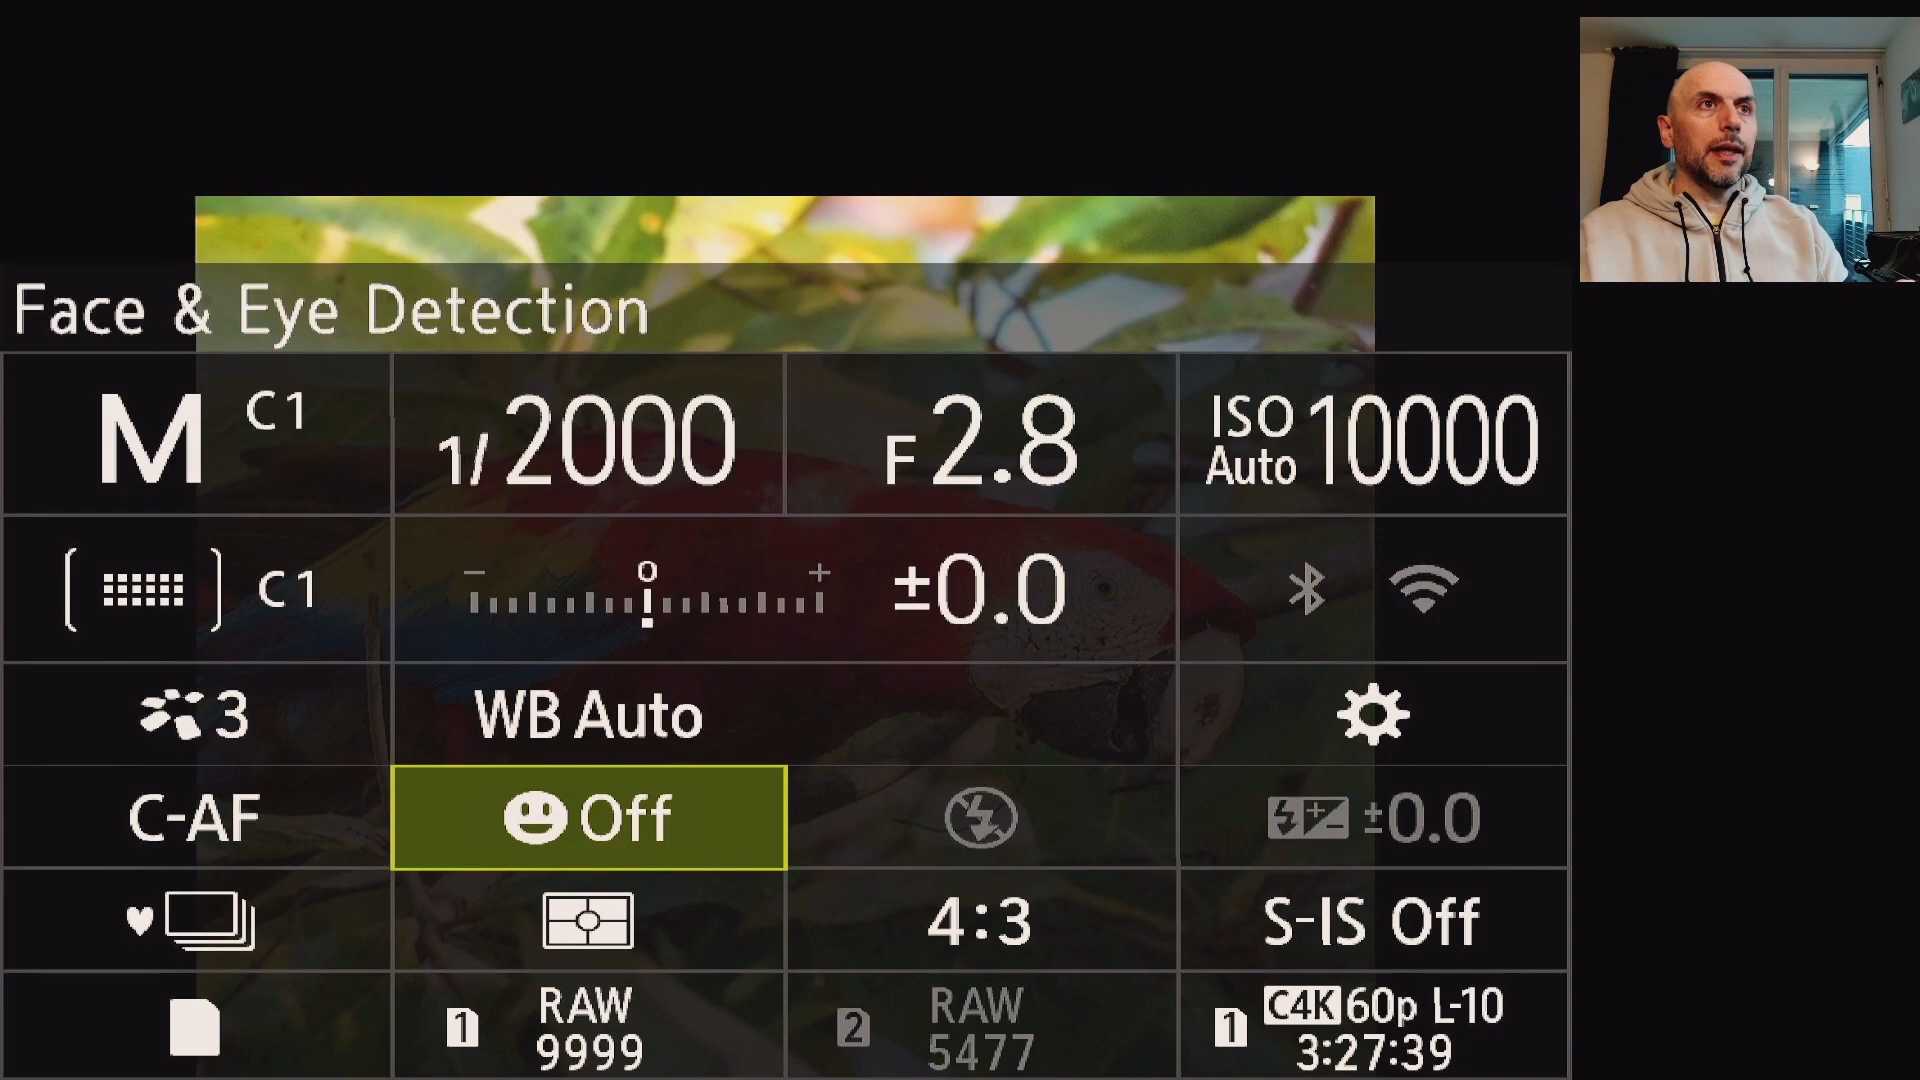 Face & Eye Detection
M C1 1/2000 F2.8 ISO Auto 10000
C1 − 0 + ±0.0
3 WB Auto
C-AF Off ±0.0
4:3 S-IS Off
1 RAW 9999 2 RAW 5477 1 C4K 60p L-10 3:27:39